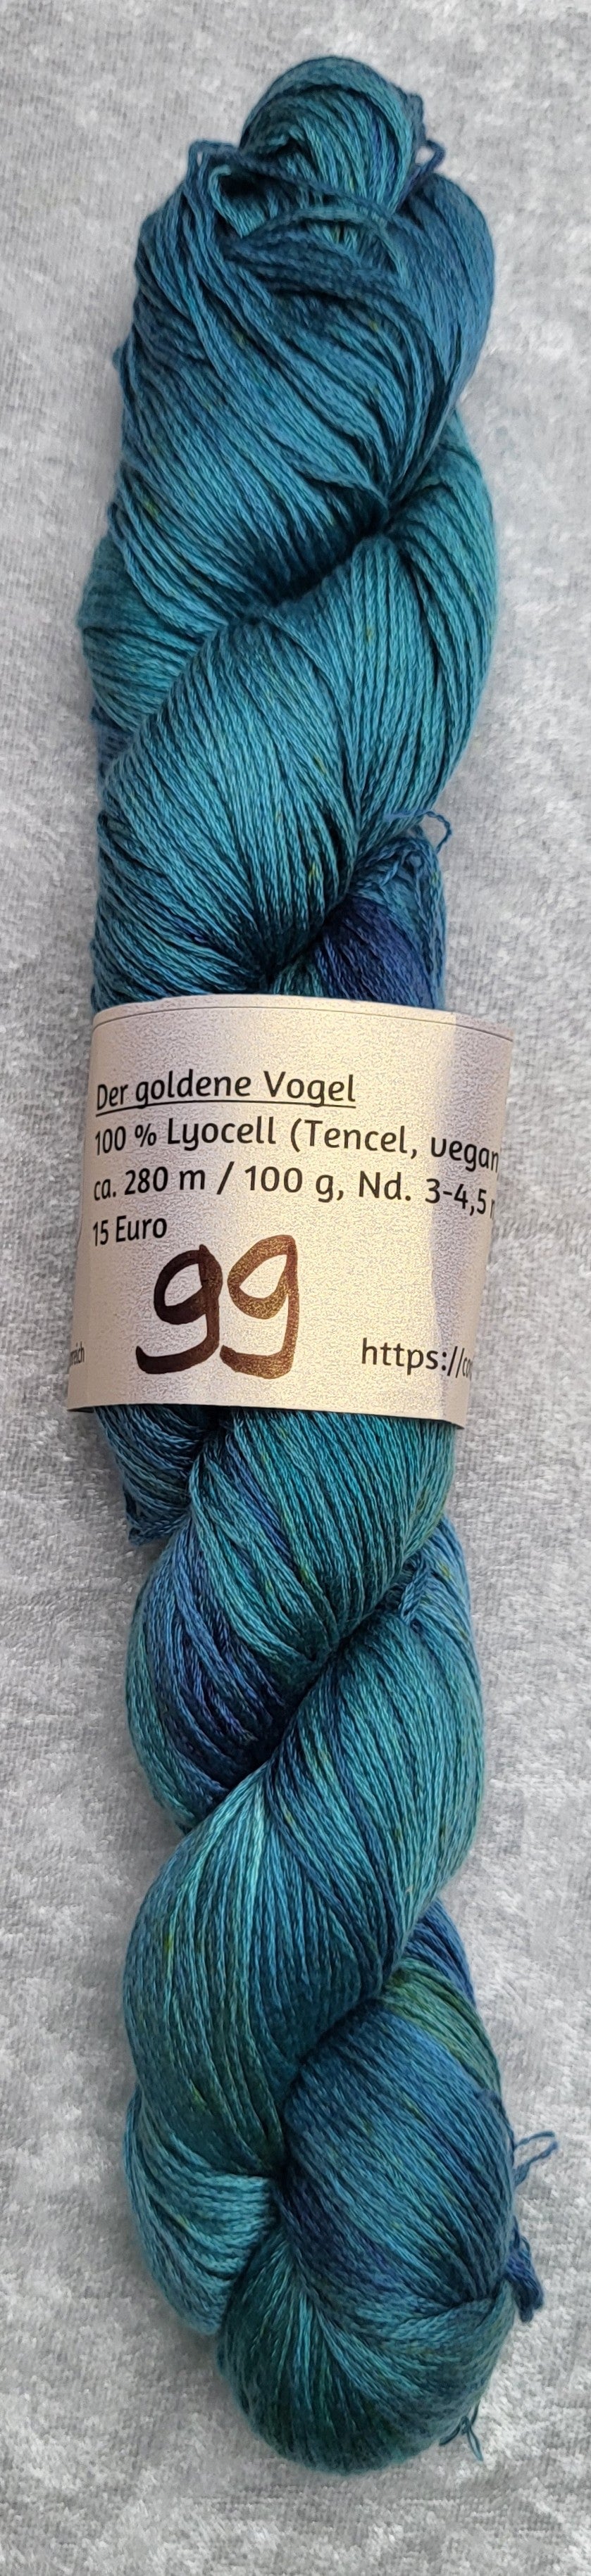 Der goldene Vogel
100 % Lyocell (Tencel, vegan
ca. 280 m / 100 g, Nd. 3-4,5
15 Euro
99
https://